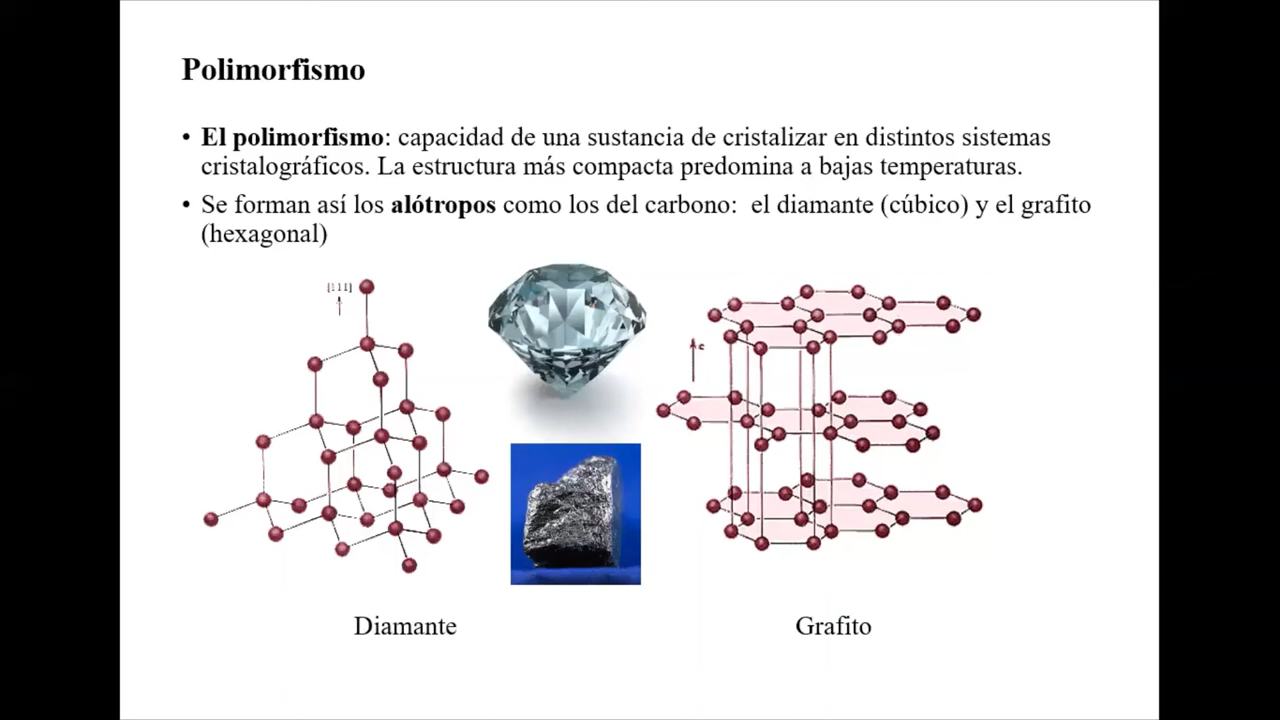 Polimorfismo
• El polimorfismo: capacidad de una sustancia de cristalizar en distintos sistemas
cristalográficos. La estructura más compacta predomina a bajas temperaturas.
• Se forman así los alótropos como los del carbono:  el diamante (cúbico) y el grafito
(hexagonal)
[111]
c
Diamante
Grafito